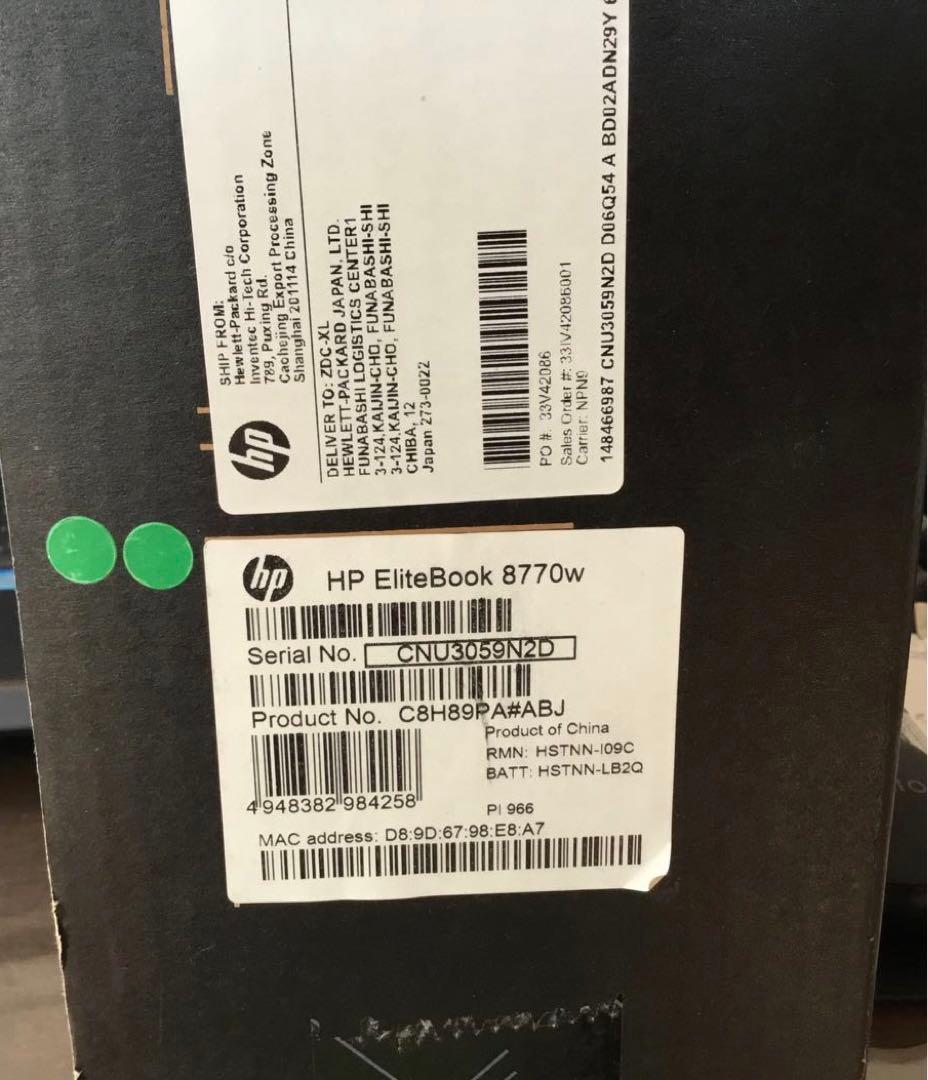 SHIP FROM:
Hewlett-Packard c/o
Inventec Hi-Tech Corporation
789, Puxing Rd.
Caohejing Export Processing Zone
Shanghai 201114 China
hp
DELIVER TO: ZDC-XL
HEWLETT-PACKARD JAPAN, LTD.
FUNABASHI LOGISTICS CENTER1
3-124.KAIJIN-CHO, FUNABASHI-SHI
3-124.KAIJIN-CHO, FUNABASHI-SHI
CHIBA, 12
Japan 273-0022
PO #: 33V42086
Sales Order #: 33IV42086001
Carrier: NPN9
148466987 CNU3059N2D D06Q54 A BD02ADN29Y
hp
HP EliteBook 8770w
Serial No. CNU3059N2D
Product No. C8H89PA#ABJ
Product of China
RMN: HSTNN-I09C
BATT: HSTNN-LB2Q
4 948382 984258
PI 966
MAC address: D8:9D:67:98:E8:A7